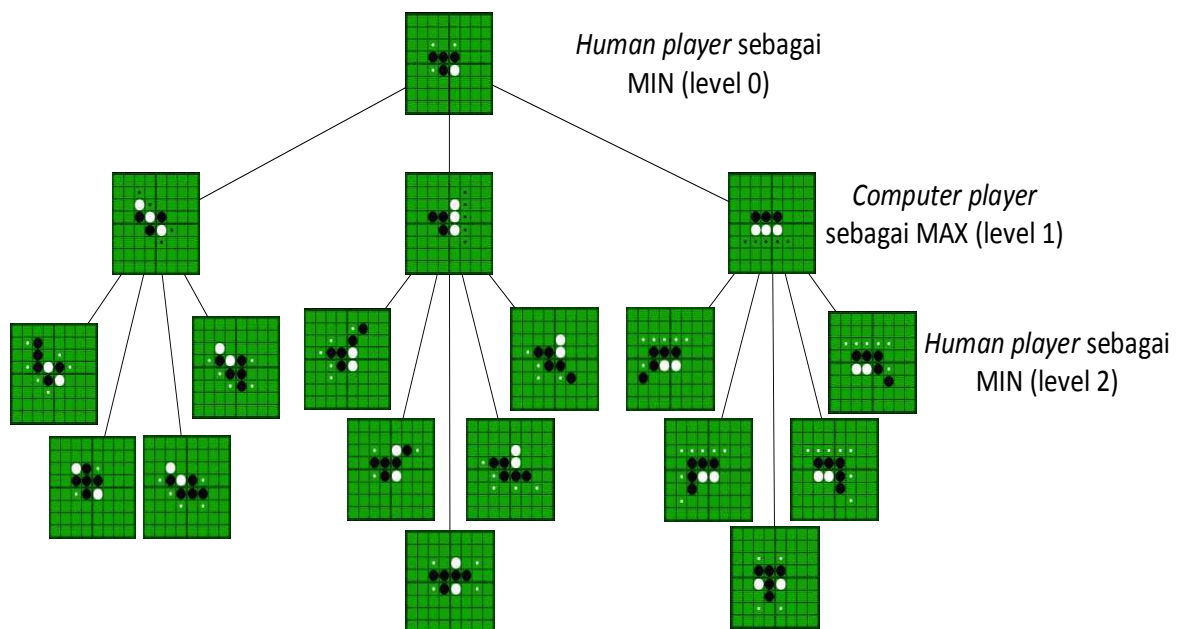 Human player sebagai
MIN (level 0)
Computer player
sebagai MAX (level 1)
Human player sebagai
MIN (level 2)